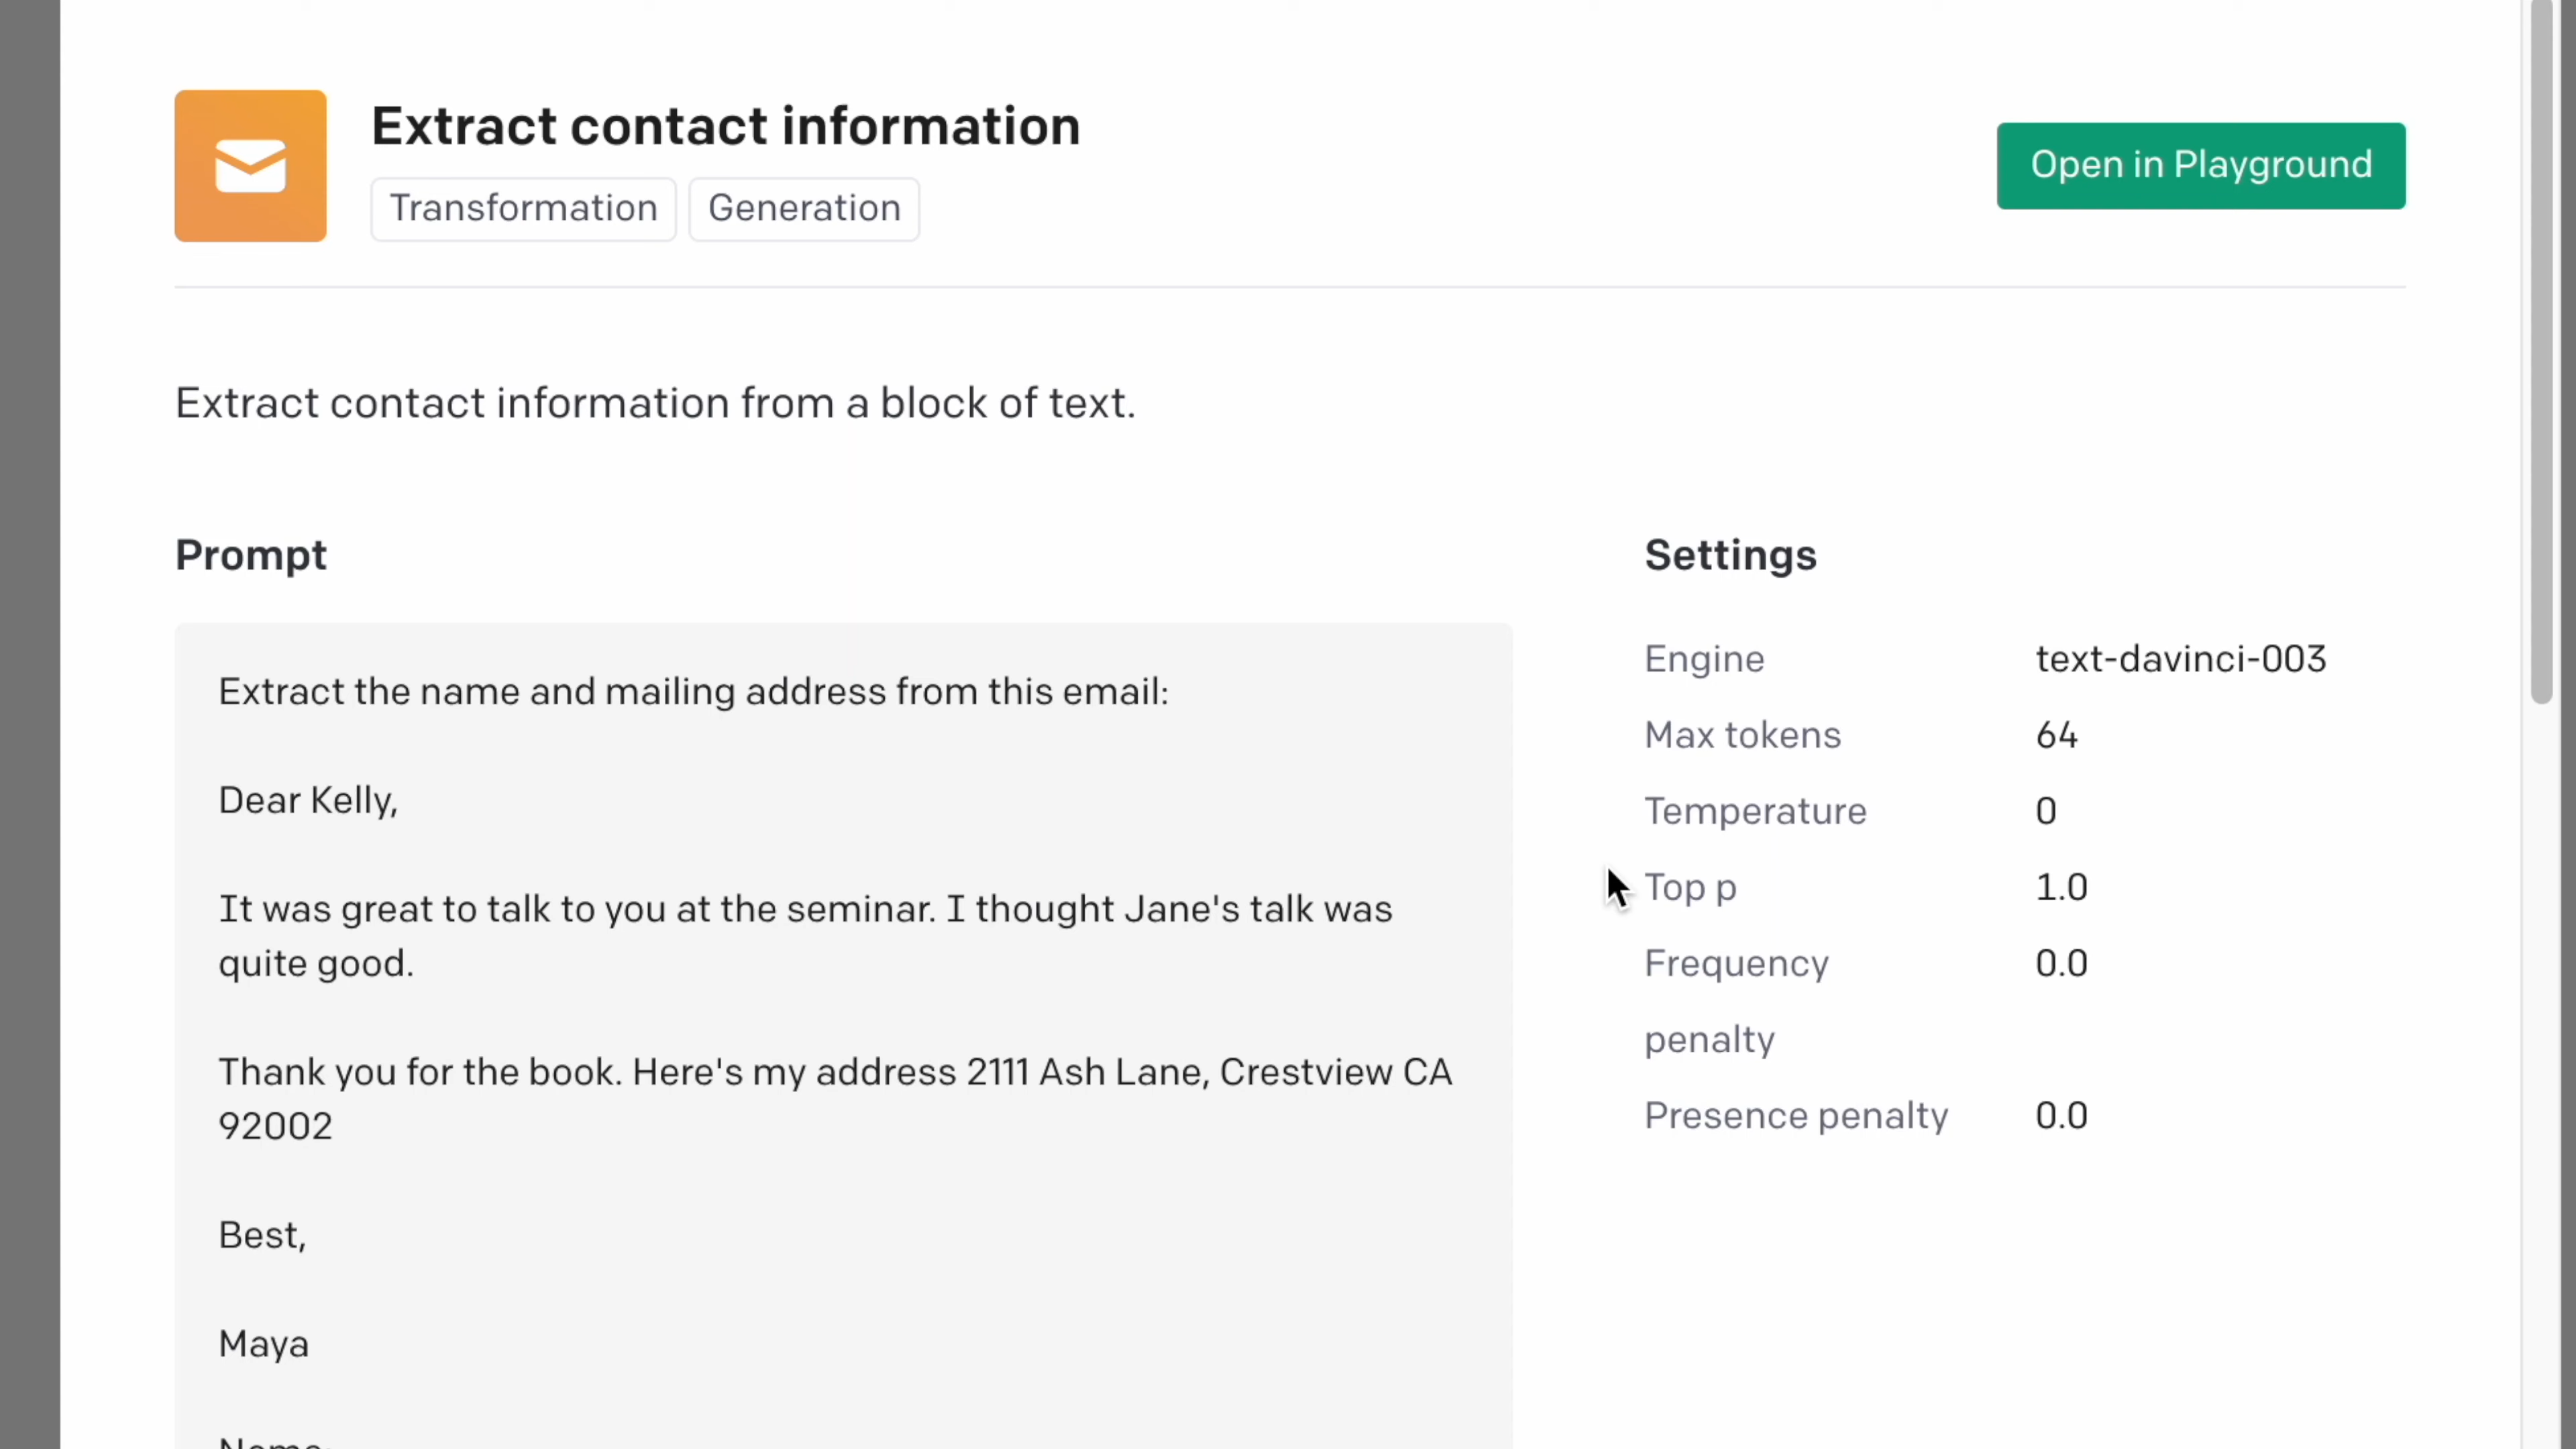 Extract contact information
Transformation
Generation
Open in Playground
Extract contact information from a block of text.
Prompt
Extract the name and mailing address from this email:
Dear Kelly,
It was great to talk to you at the seminar. I thought Jane's talk was
quite good.
Thank you for the book. Here's my address 2111 Ash Lane, Crestview CA
92002
Best,
Maya
Settings
Engine text-davinci-003
Max tokens 64
Temperature 0
Top p 1.0
Frequency 0.0
penalty
Presence penalty 0.0